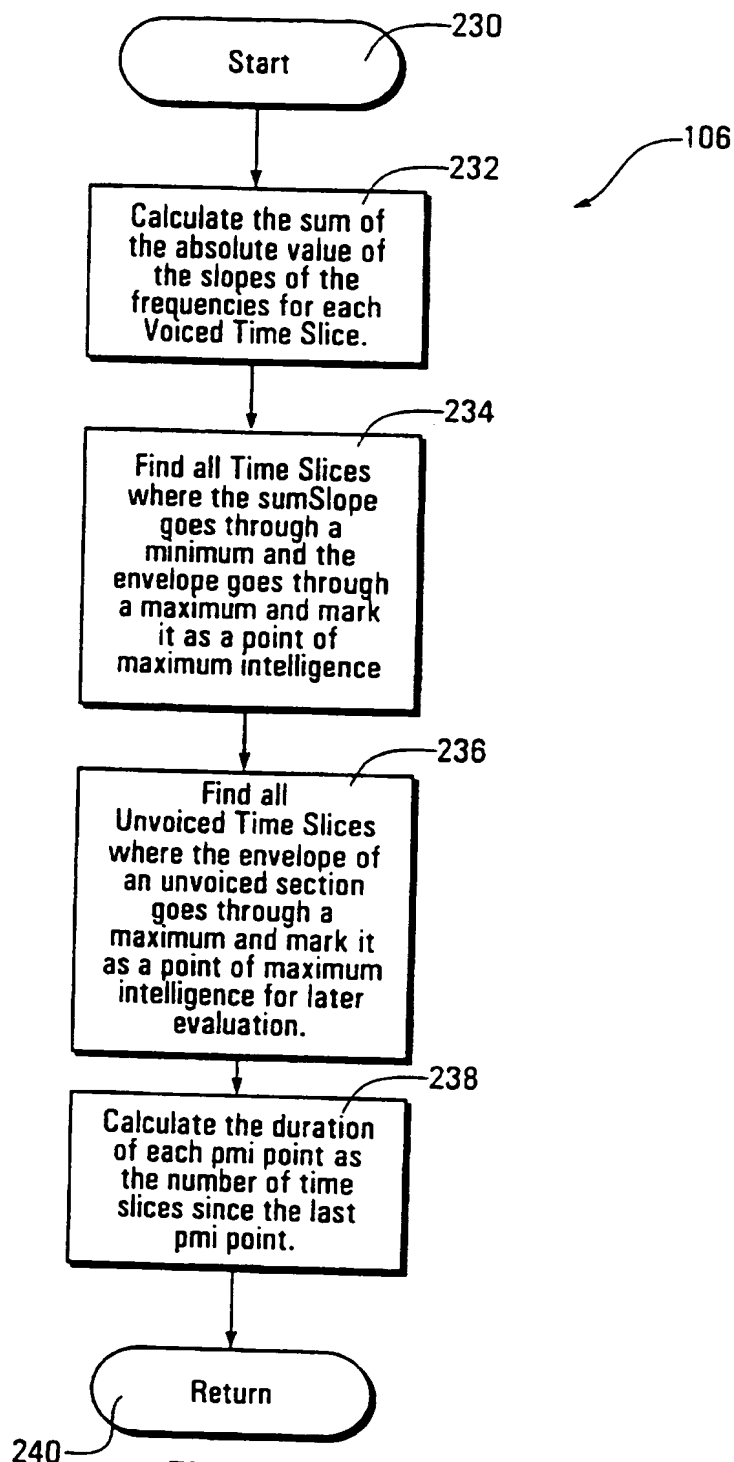 230
Start
106
232
Calculate the sum of
the absolute value of
the slopes of the
frequencies for each
Voiced Time Slice.
234
Find all Time Slices
where the sumSlope
goes through a
minimum and the
envelope goes through
a maximum and mark
it as a point of
maximum intelligence
236
Find all
Unvoiced Time Slices
where the envelope of
an unvoiced section
goes through a
maximum and mark it
as a point of maximum
intelligence for later
evaluation.
238
Calculate the duration
of each pmi point as
the number of time
slices since the last
pmi point.
Return
240